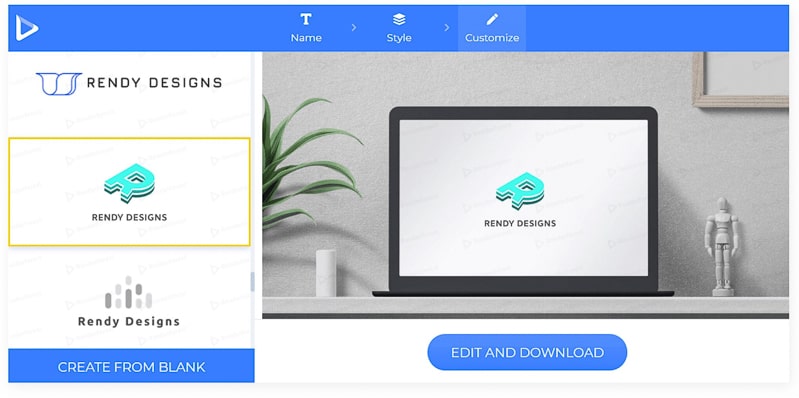 Name
Style
Customize
RENDY DESIGNS
RENDY DESIGNS
Rendy Designs
CREATE FROM BLANK
RENDY DESIGNS
EDIT AND DOWNLOAD